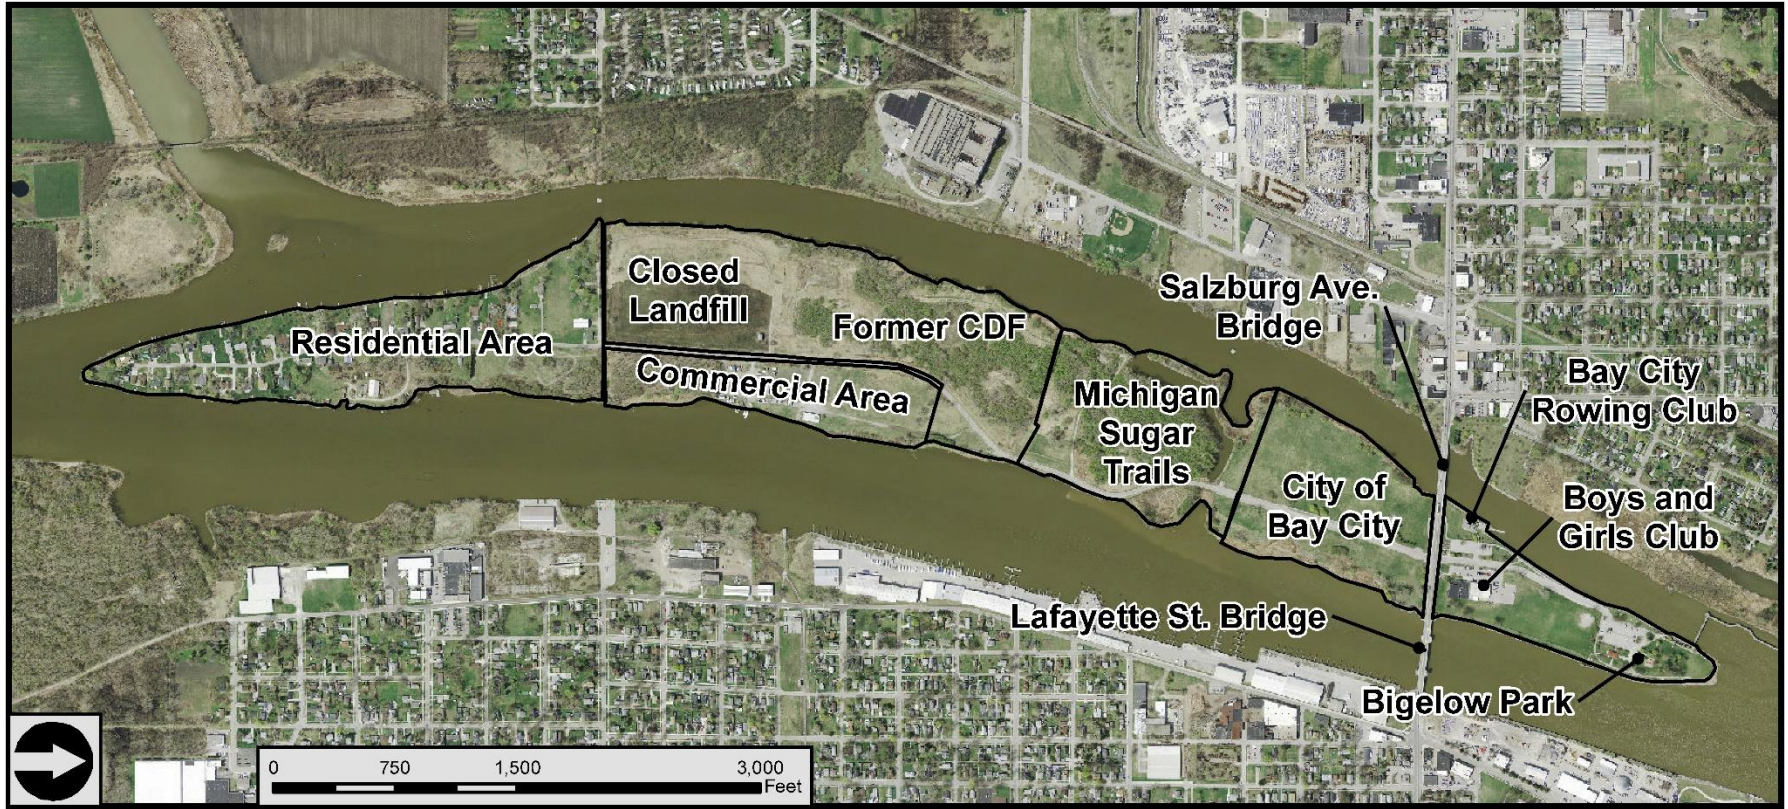 Closed
Landfill
Residential Area
Former CDF
Commercial Area
Michigan
Sugar
Trails
Salzburg Ave.
Bridge
Bay City
Rowing Club
City of
Bay City
Boys and
Girls Club
Lafayette St. Bridge
Bigelow Park
0 750 1,500 3,000
Feet